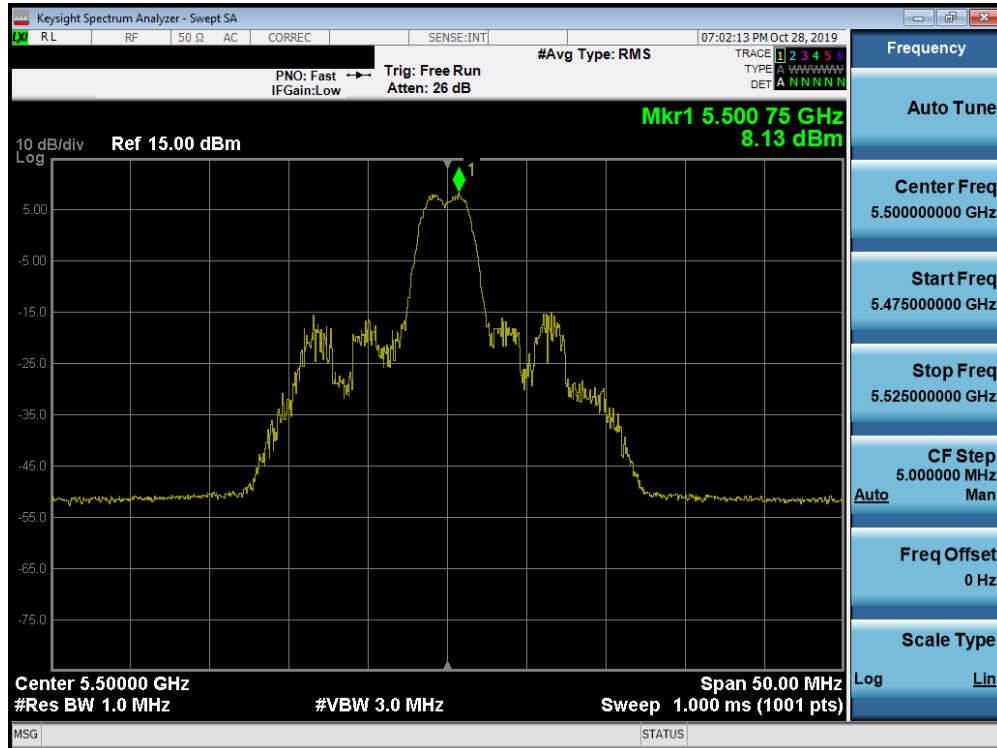 Keysight Spectrum Analyzer - Swept SA
LXI RL RF 50 Ω AC CORREC SENSE:INT 07:02:13 PM Oct 28, 2019
#Avg Type: RMS TRACE 1 2 3 4 5 6
PNO: Fast Trig: Free Run TYPE A WWWWW
IFGain:Low Atten: 26 dB DET A N N N N N
Mkr1 5.500 75 GHz
8.13 dBm
10 dB/div Ref 15.00 dBm
Log
1
5.00
-5.00
-15.0
-25.0
-35.0
-45.0
-55.0
-65.0
-75.0
Center 5.50000 GHz Span 50.00 MHz
#Res BW 1.0 MHz #VBW 3.0 MHz Sweep 1.000 ms (1001 pts)
MSG STATUS
Frequency
Auto Tune
Center Freq
5.500000000 GHz
Start Freq
5.475000000 GHz
Stop Freq
5.525000000 GHz
CF Step
5.000000 MHz
Auto Man
Freq Offset
0 Hz
Scale Type
Log Lin